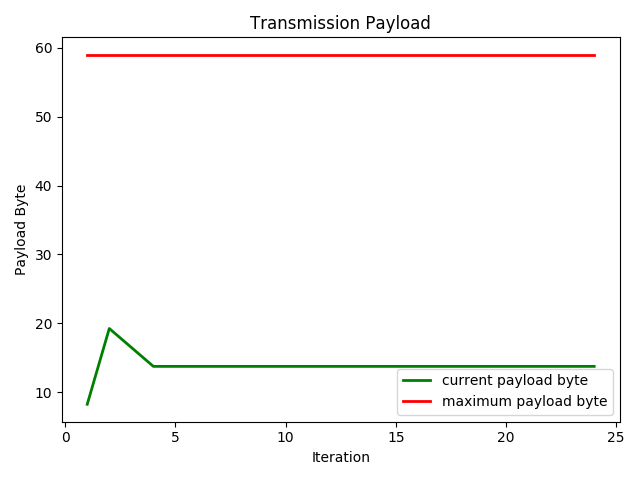 Transmission Payload
60
50
40
30
20
10
Payload Byte
0
5
10
15
20
25
Iteration
current payload byte
maximum payload byte